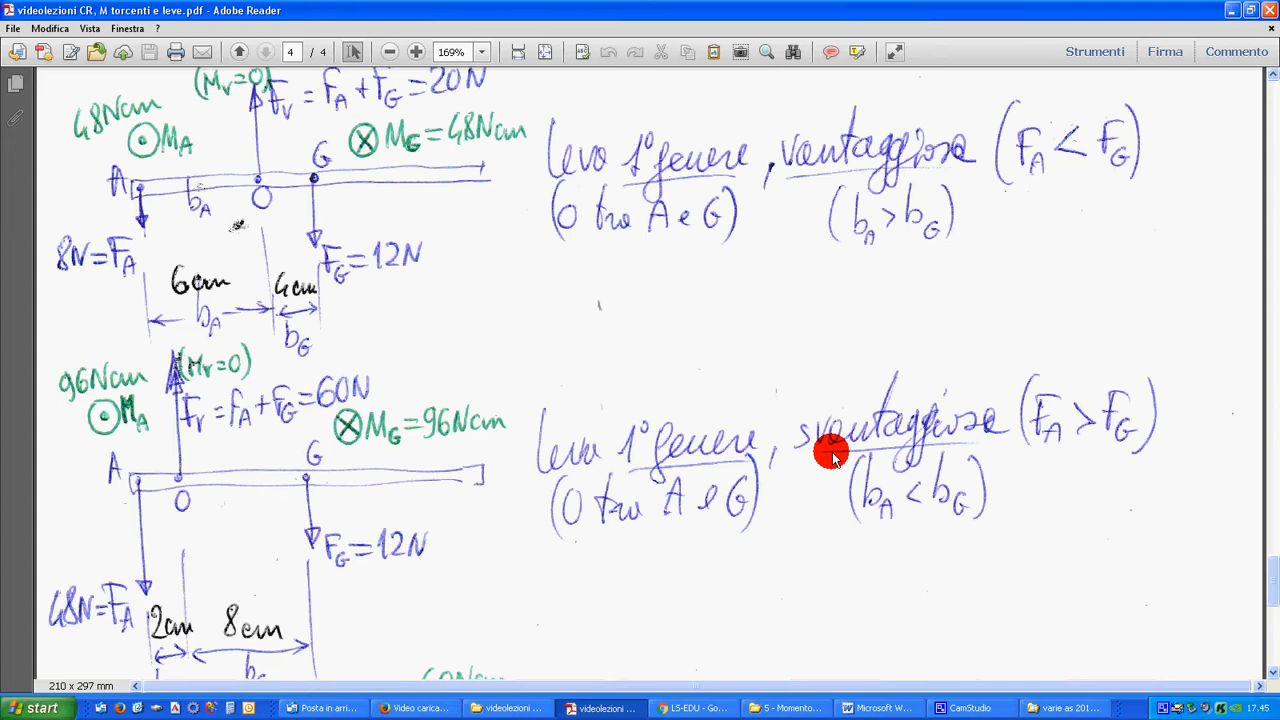 videolezioni CR, M torcenti e leve.pdf - Adobe Reader
File Modifica Vista Finestra ?
4 / 4 169% Strumenti Firma Commento
(Mv=0)
Fv = FA + FG = 20N
48Ncm
MA
MG = 48Ncm
A
bA
O
G
8N = FA
FG = 12N
6cm
4cm
bA
bG
leva 1° genere, vantaggiosa (FA < FG)
(O tra A e G) (bA > bG)
96Ncm
(Mv=0)
MA
Fv = FA + FG = 60N
MG = 96Ncm
A
O
G
FG = 12N
48N = FA
2cm
8cm
leva 1° genere, svantaggiosa (FA > FG)
(O tra A e G) (bA < bG)
210 x 297 mm
start Posta in arri... Video caricat... videolezioni ... videolezioni ... LS-EDU - Go... 5 - Momento... Microsoft W... CamStudio varie as 201... 17.45